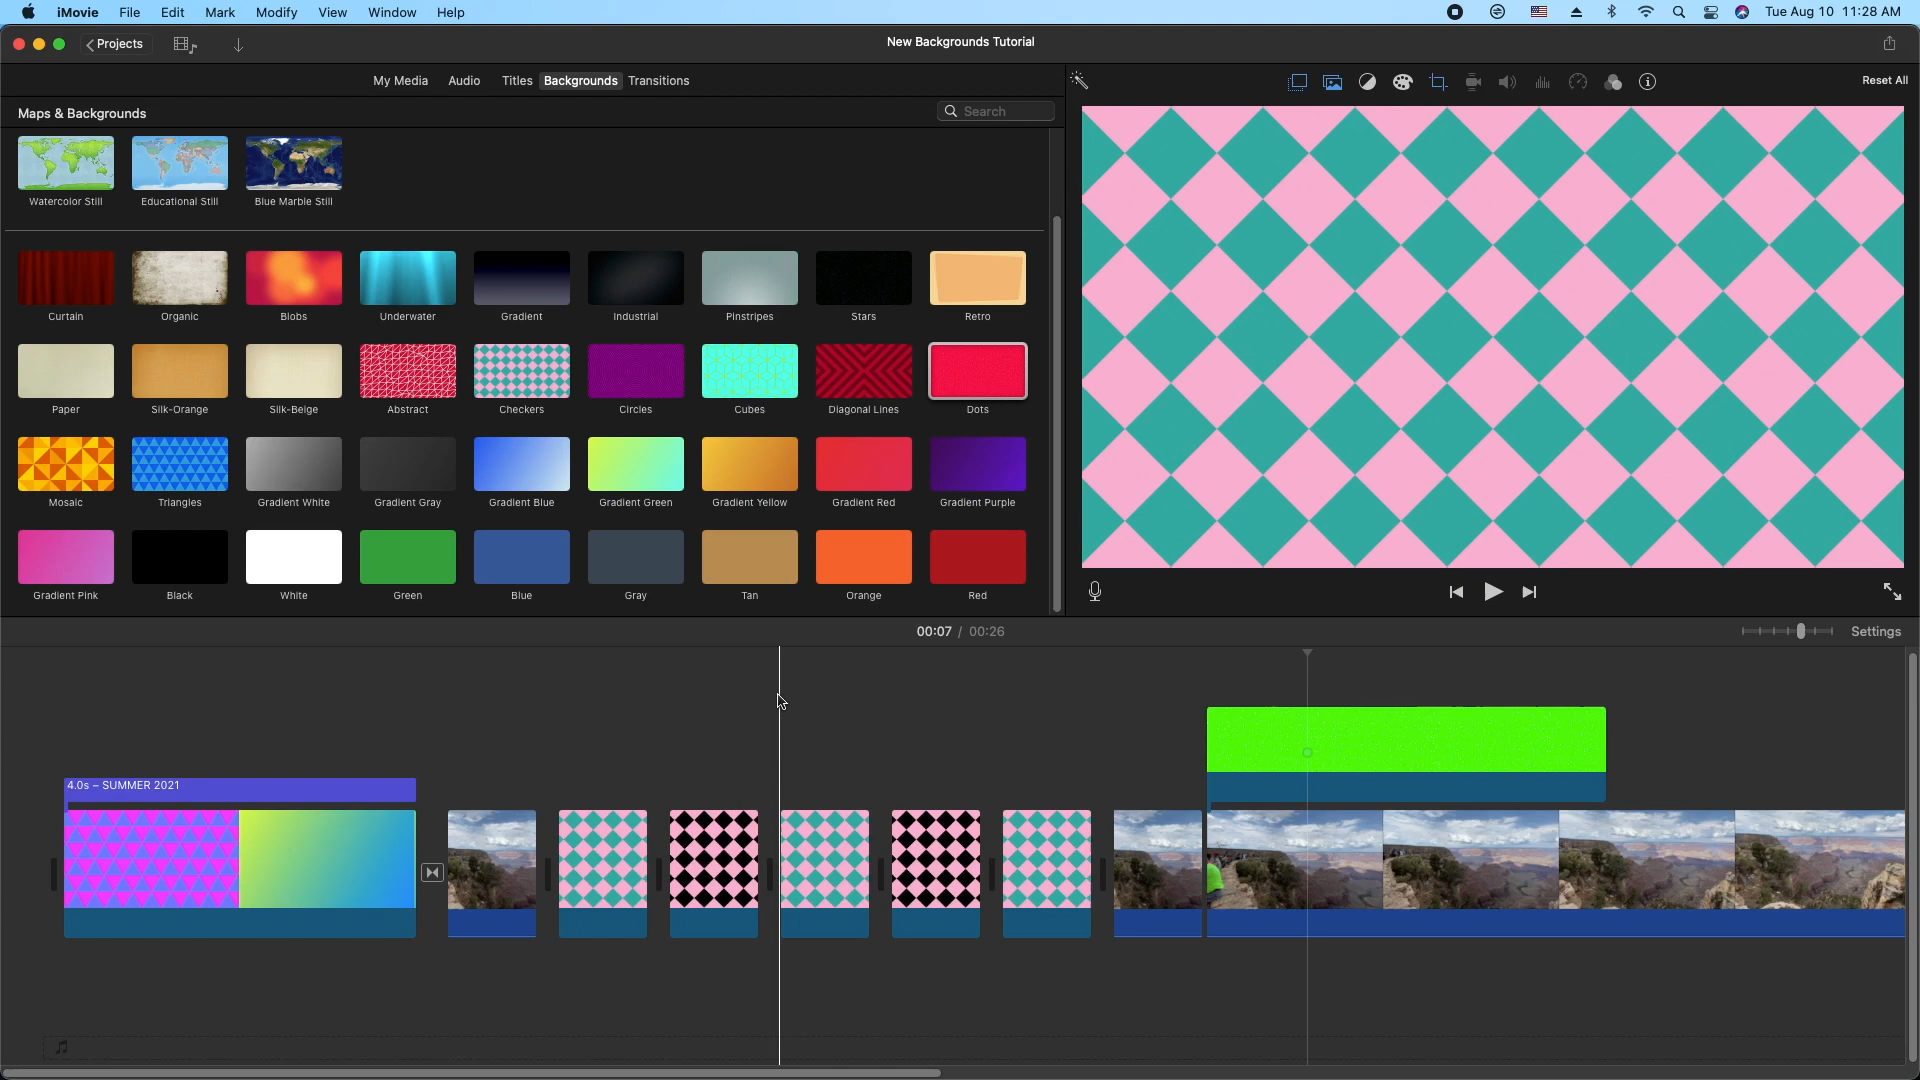 iMovie File Edit Mark Modify View Window Help Tue Aug 10 11:28 AM
Projects New Backgrounds Tutorial
My Media Audio Titles Backgrounds Transitions Reset All
Maps & Backgrounds Search
Watercolor Still Educational Still Blue Marble Still
Curtain Organic Blobs Underwater Gradient Industrial Pinstripes Stars Retro
Paper Silk-Orange Silk-Beige Abstract Checkers Circles Cubes Diagonal Lines Dots
Mosaic Triangles Gradient White Gradient Gray Gradient Blue Gradient Green Gradient Yellow Gradient Red Gradient Purple
Gradient Pink Black White Green Blue Gray Tan Orange Red
00:07 / 00:26 Settings
4.0s – SUMMER 2021